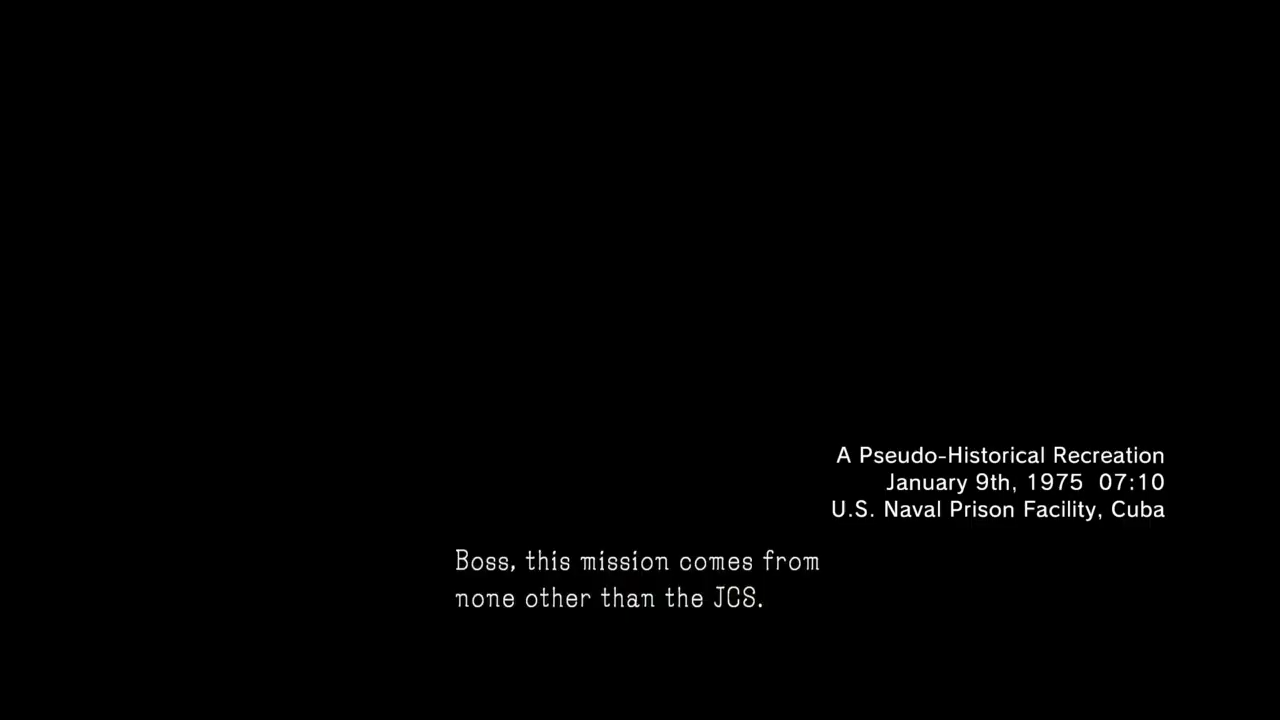 A Pseudo-Historical Recreation
January 9th, 1975  07:10
U.S. Naval Prison Facility, Cuba
Boss, this mission comes from
none other than the JCS.